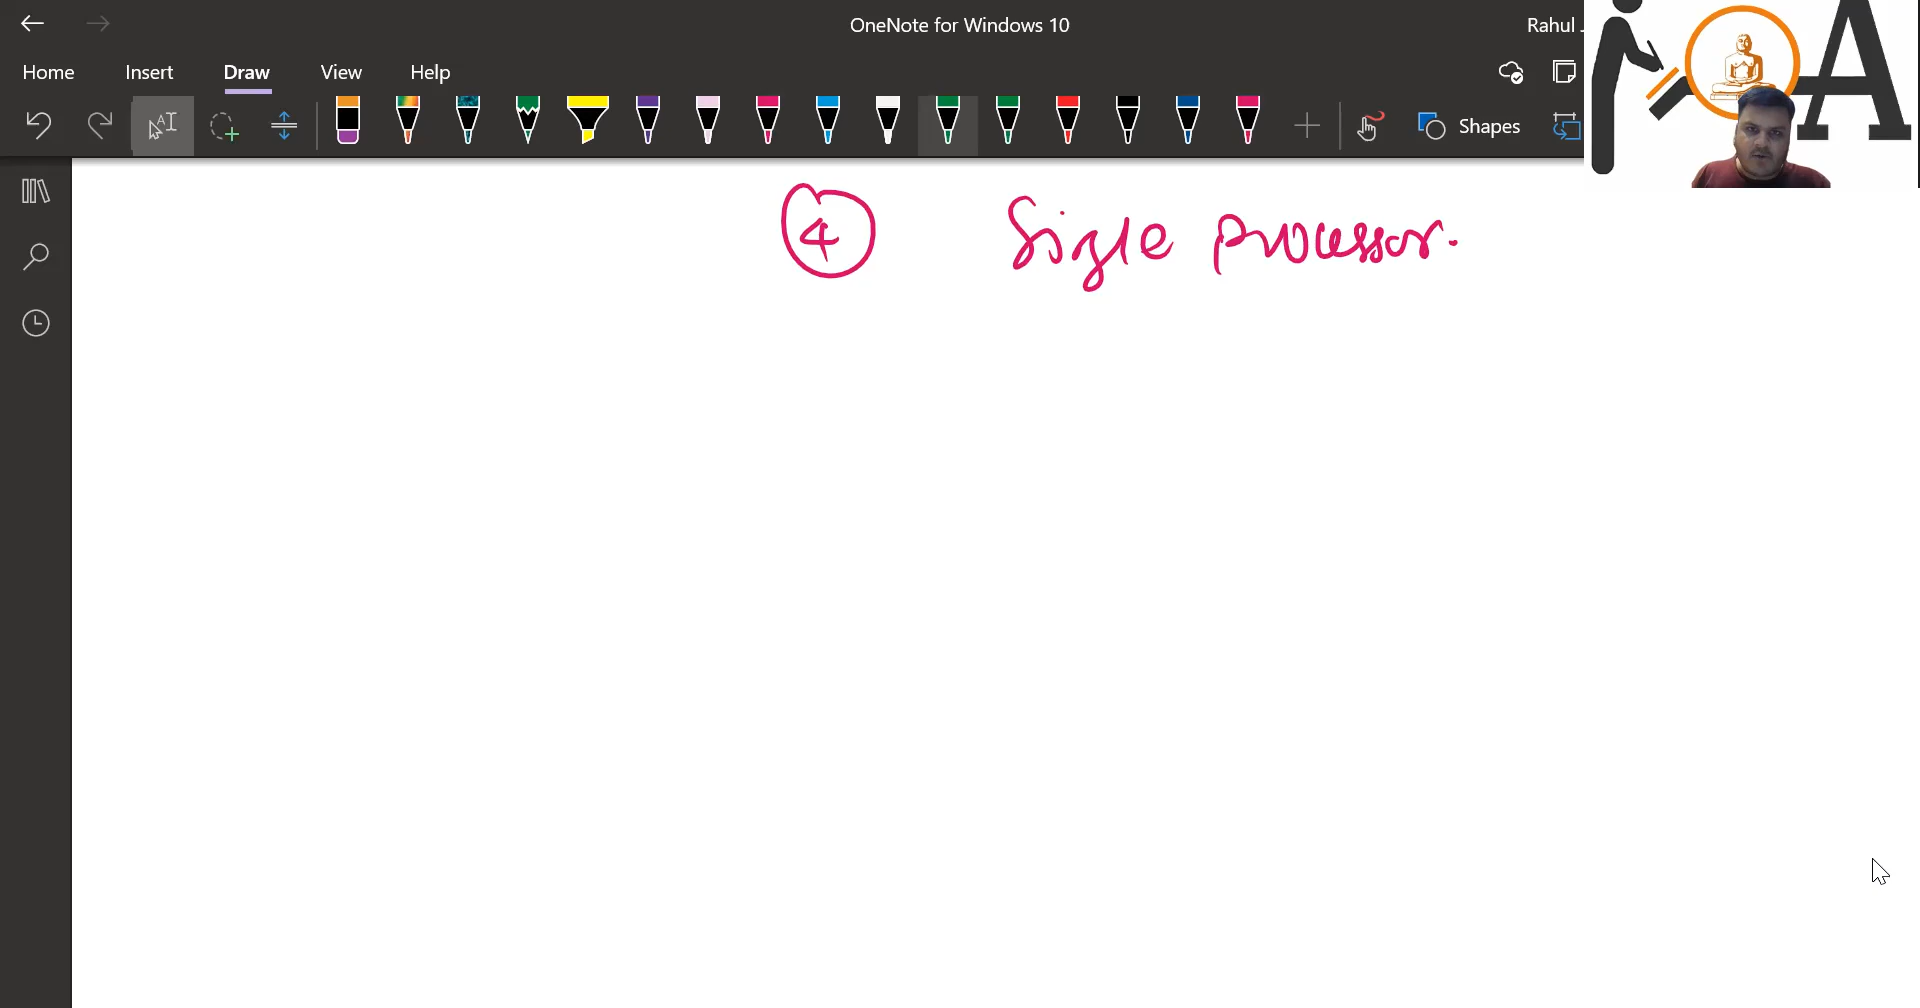 OneNote for Windows 10
Rahul J
Home Insert Draw View Help
Shapes
A
4 Single processor.